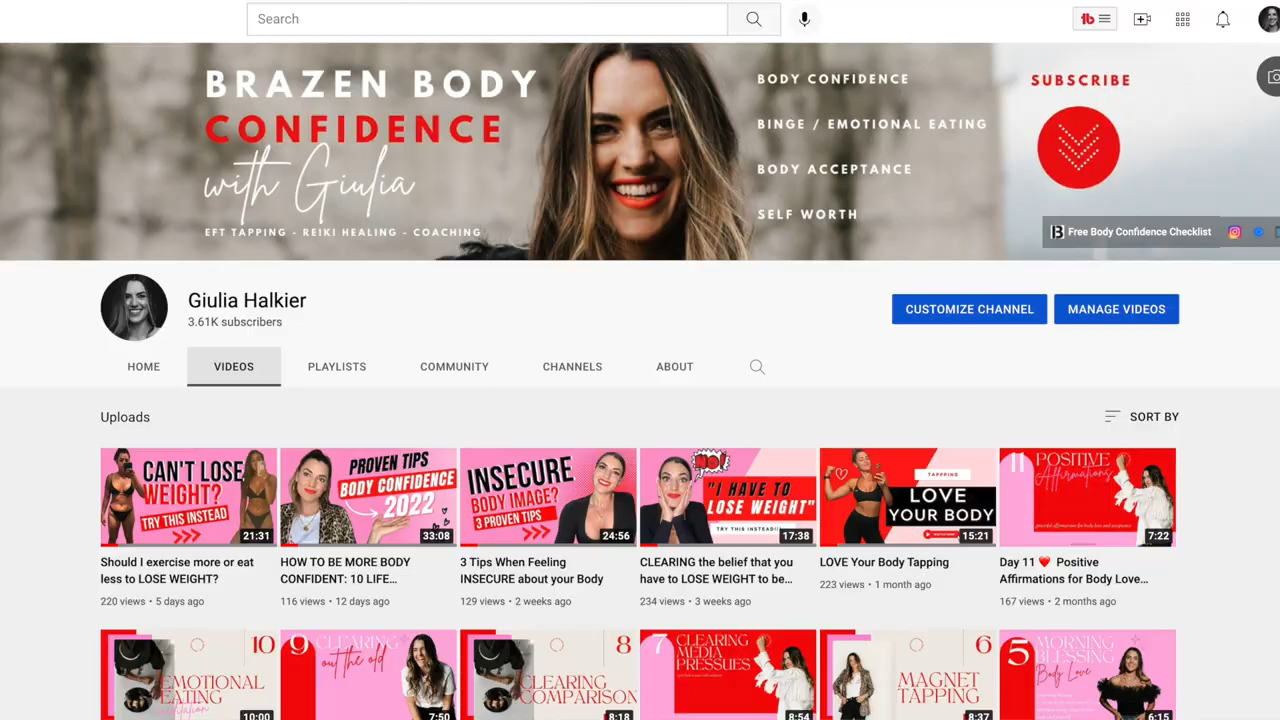 Search
BRAZEN BODY
CONFIDENCE
with Giulia
EFT TAPPING - REIKI HEALING - COACHING
BODY CONFIDENCE
BINGE / EMOTIONAL EATING
BODY ACCEPTANCE
SELF WORTH
SUBSCRIBE
Free Body Confidence Checklist
Giulia Halkier
3.61K subscribers
CUSTOMIZE CHANNEL
MANAGE VIDEOS
HOME
VIDEOS
PLAYLISTS
COMMUNITY
CHANNELS
ABOUT
Uploads
SORT BY
CAN'T LOSE
WEIGHT?
TRY THIS INSTEAD
21:31
PROVEN TIPS
BODY CONFIDENCE
2022
33:08
INSECURE
BODY IMAGE?
3 PROVEN TIPS
24:56
NO!
"I HAVE TO
LOSE WEIGHT"
TRY THIS INSTEAD!!
17:38
TAPPPING
LOVE
YOUR BODY
15:21
POSITIVE
Affirmations
7:22
Should I exercise more or eat
less to LOSE WEIGHT?
220 views • 5 days ago
HOW TO BE MORE BODY
CONFIDENT: 10 LIFE...
116 views • 12 days ago
3 Tips When Feeling
INSECURE about your Body
129 views • 2 weeks ago
CLEARING the belief that you
have to LOSE WEIGHT to be...
234 views • 3 weeks ago
LOVE Your Body Tapping
223 views • 1 month ago
Day 11 ❤️ Positive
Affirmations for Body Love...
167 views • 2 months ago
10
EMOTIONAL
EATING
10:00
9
CLEARING
out the old
7:50
8
CLEARING
COMPARISON
8:18
7
CLEARING
MEDIA
PRESSUES
8:54
6
MAGNET
TAPPING
8:37
5
MORNING
BLESSING
Body Love
6:15